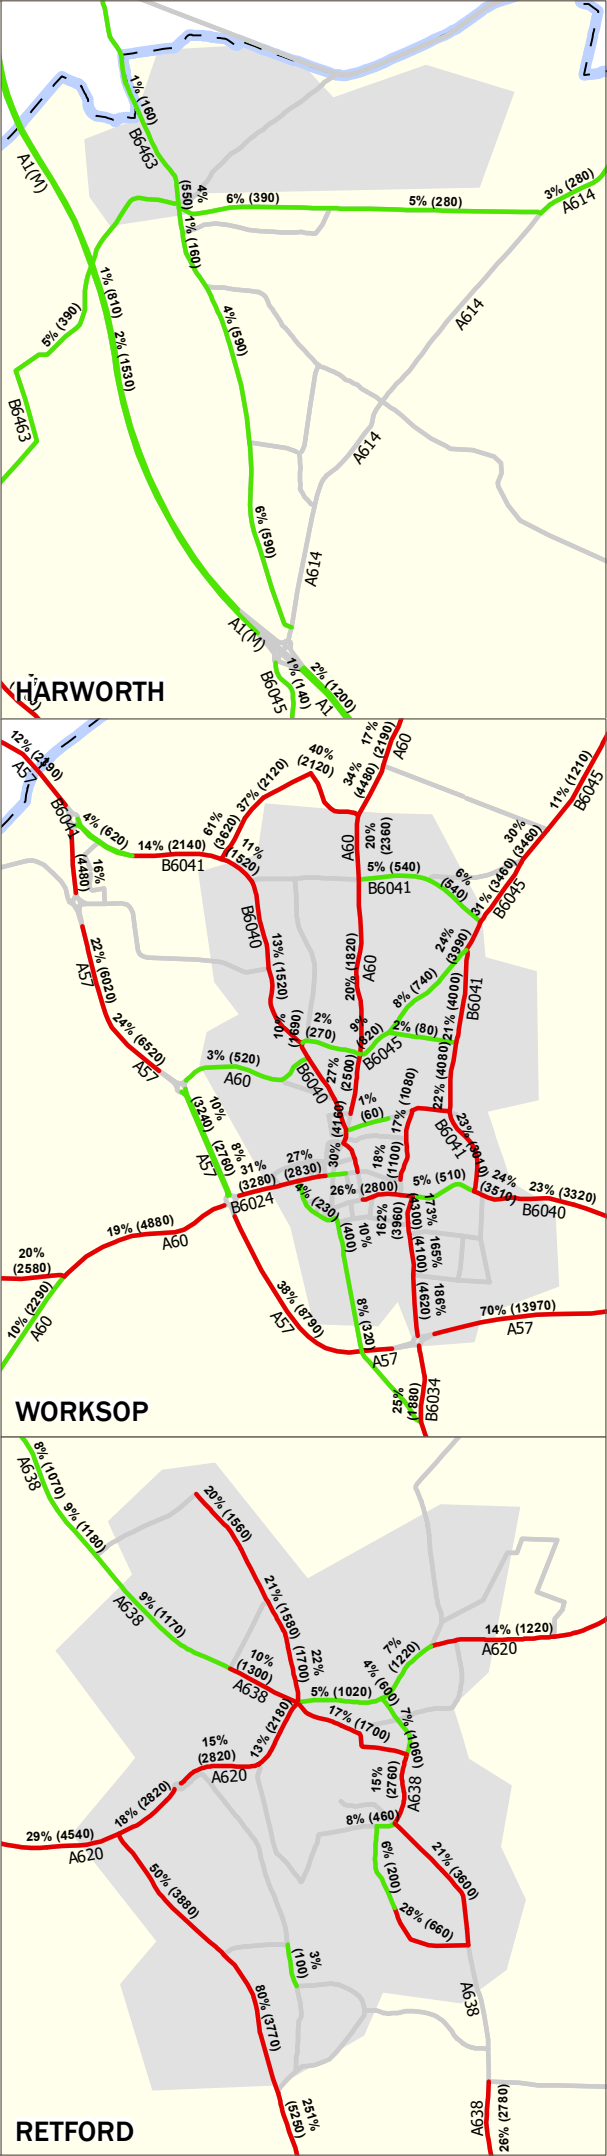 1% (160)
B6463
A1(M)
4%
(550)
6% (390)
5% (280)
3% (280)
A614
1% (160)
1% (810)
5% (390)
2% (1530)
4% (590)
A614
B6463
A614
6% (590)
A614
A1(M)
1% (140)
2% (1200)
B6045
A1
HARWORTH
12% (2190)
A57
B6041
4% (620)
14% (2140)
B6041
16%
(4480)
61%
(3620)
37% (2120)
40%
(2120)
11%
(1520)
34%
(4480)
17%
(2190)
A60
20%
(2360)
A60
11% (1210)
B6045
30%
(3460)
31% (3460)
B6045
5% (540)
B6041
6%
(540)
B6040
13% (1520)
20% (1820)
A60
24%
(3990)
8% (740)
21% (4000)
B6041
22% (6020)
A57
24% (6520)
A57
10%
(1690)
2%
(270)
9%
(820)
B6045
2% (80)
3% (520)
A60
B6040
27%
(2500)
22% (4080)
1%
(60)
17% (1080)
10%
(3240)
8%
(2760)
A57
30% (4160)
18%
(1100)
23%
(3010)
B6041
31%
(3280)
27%
(2830)
B6024
26% (2800)
5% (510)
24%
(3510)
23% (3320)
B6040
4% (230)
10%
(400)
162%
(3960)
173%
(4300)
165%
(4100)
186%
(4620)
19% (4880)
A60
20%
(2580)
10% (2290)
A60
38% (8790)
A57
8% (320)
70% (13970)
A57
A57
25%
(1880)
B6034
WORKSOP
8% (1070)
A638
9% (1180)
20% (1560)
9% (1170)
A638
21% (1580)
10%
(1300)
A638
22%
(1700)
7%
(1220)
14% (1220)
A620
4% (600)
5% (1020)
17% (1700)
7% (1060)
13% (2180)
15%
(2820)
A620
15%
(2760)
A638
18% (2820)
29% (4540)
A620
8% (460)
6% (200)
21% (3600)
28% (660)
50% (3880)
3%
(100)
A638
80% (3770)
251%
(5250)
A638
26% (2780)
RETFORD